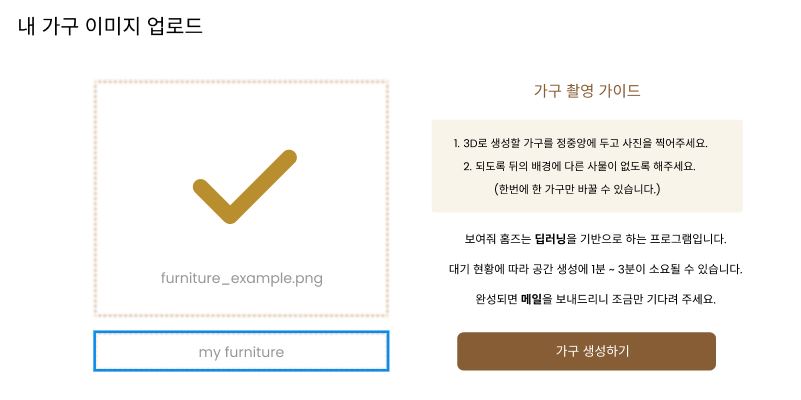 내 가구 이미지 업로드
furniture_example.png
my furniture
가구 촬영 가이드
1. 3D로 생성할 가구를 정중앙에 두고 사진을 찍어주세요.
2. 되도록 뒤의 배경에 다른 사물이 없도록 해주세요.
(한번에 한 가구만 바꿀 수 있습니다.)
보여줘 홈즈는 딥러닝을 기반으로 하는 프로그램입니다.
대기 현황에 따라 공간 생성에 1분 ~ 3분이 소요될 수 있습니다.
완성되면 메일을 보내드리니 조금만 기다려 주세요.
가구 생성하기